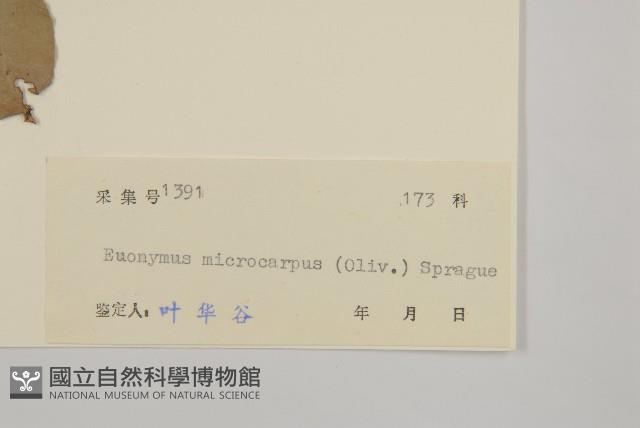 采集号1391 173 科
Euonymus microcarpus (Oliv.) Sprague
鉴定人: 叶华谷 年 月 日
國立自然科學博物館
NATIONAL MUSEUM OF NATURAL SCIENCE